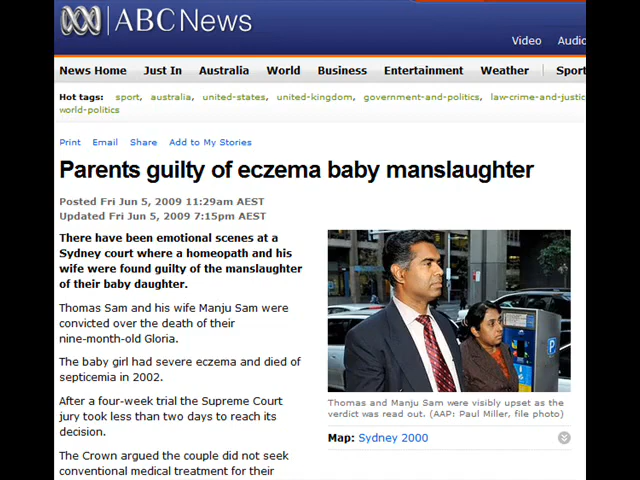 ABC News
Video Audio
News Home Just In Australia World Business Entertainment Weather Sport
Hot tags: sport, australia, united-states, united-kingdom, government-and-politics, law-crime-and-justic
world-politics
Print Email Share Add to My Stories
Parents guilty of eczema baby manslaughter
Posted Fri Jun 5, 2009 11:29am AEST
Updated Fri Jun 5, 2009 7:15pm AEST
There have been emotional scenes at a
Sydney court where a homeopath and his
wife were found guilty of the manslaughter
of their baby daughter.
Thomas Sam and his wife Manju Sam were
convicted over the death of their
nine-month-old Gloria.
The baby girl had severe eczema and died of
septicemia in 2002.
After a four-week trial the Supreme Court
jury took less than two days to reach its
decision.
The Crown argued the couple did not seek
conventional medical treatment for their
P
Thomas and Manju Sam were visibly upset as the
verdict was read out. (AAP: Paul Miller, file photo)
Map: Sydney 2000